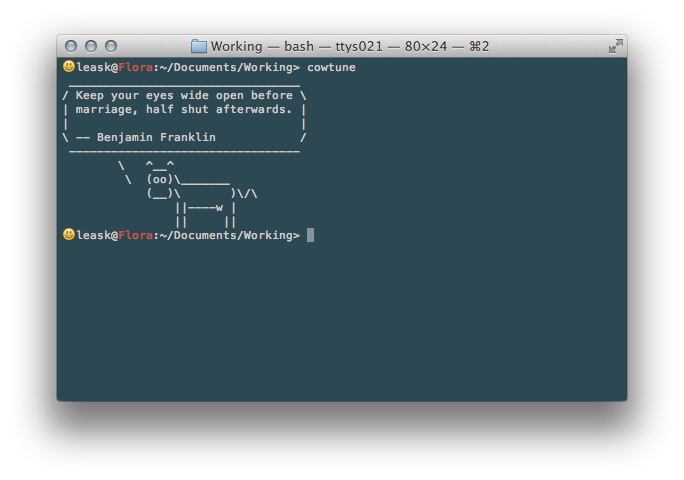 Working — bash — ttys021 — 80×24 — ⌘2
😃leask@Flora:~/Documents/Working> cowtune
 _________________________________
/ Keep your eyes wide open before \
| marriage, half shut afterwards. |
|                                 |
\ -- Benjamin Franklin            /
 ---------------------------------
        \   ^__^
         \  (oo)\_______
            (__)\       )\/\
                ||----w |
                ||     ||
😃leask@Flora:~/Documents/Working>